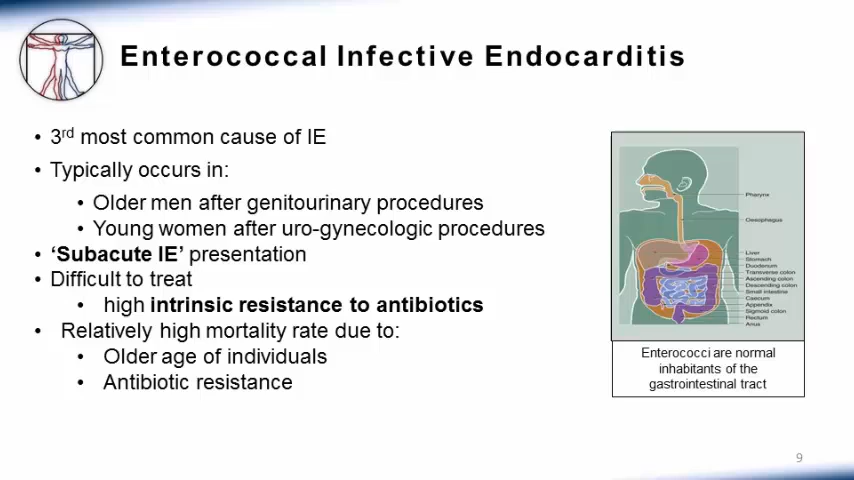 Enterococcal Infective Endocarditis
• 3rd most common cause of IE
• Typically occurs in:
• Older men after genitourinary procedures
• Young women after uro-gynecologic procedures
• ‘Subacute IE’ presentation
• Difficult to treat
• high intrinsic resistance to antibiotics
• Relatively high mortality rate due to:
• Older age of individuals
• Antibiotic resistance
Pharynx
Oesophagus
Liver
Stomach
Duodenum
Transverse colon
Ascending colon
Descending colon
Small intestine
Caecum
Appendix
Sigmoid colon
Rectum
Anus
Enterococci are normal
inhabitants of the
gastrointestinal tract
9